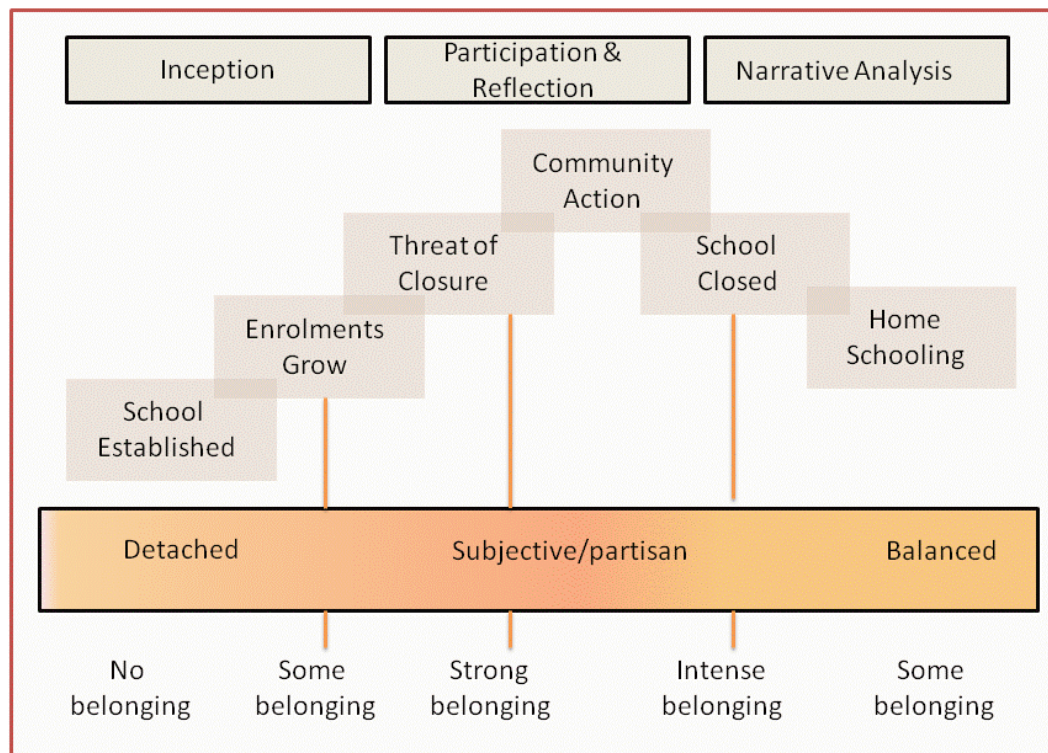 Inception
Participation &
Reflection
Narrative Analysis
Community
Action
Threat of
Closure
School
Closed
Enrolments
Grow
Home
Schooling
School
Established
Detached
Subjective/partisan
Balanced
No
belonging
Some
belonging
Strong
belonging
Intense
belonging
Some
belonging